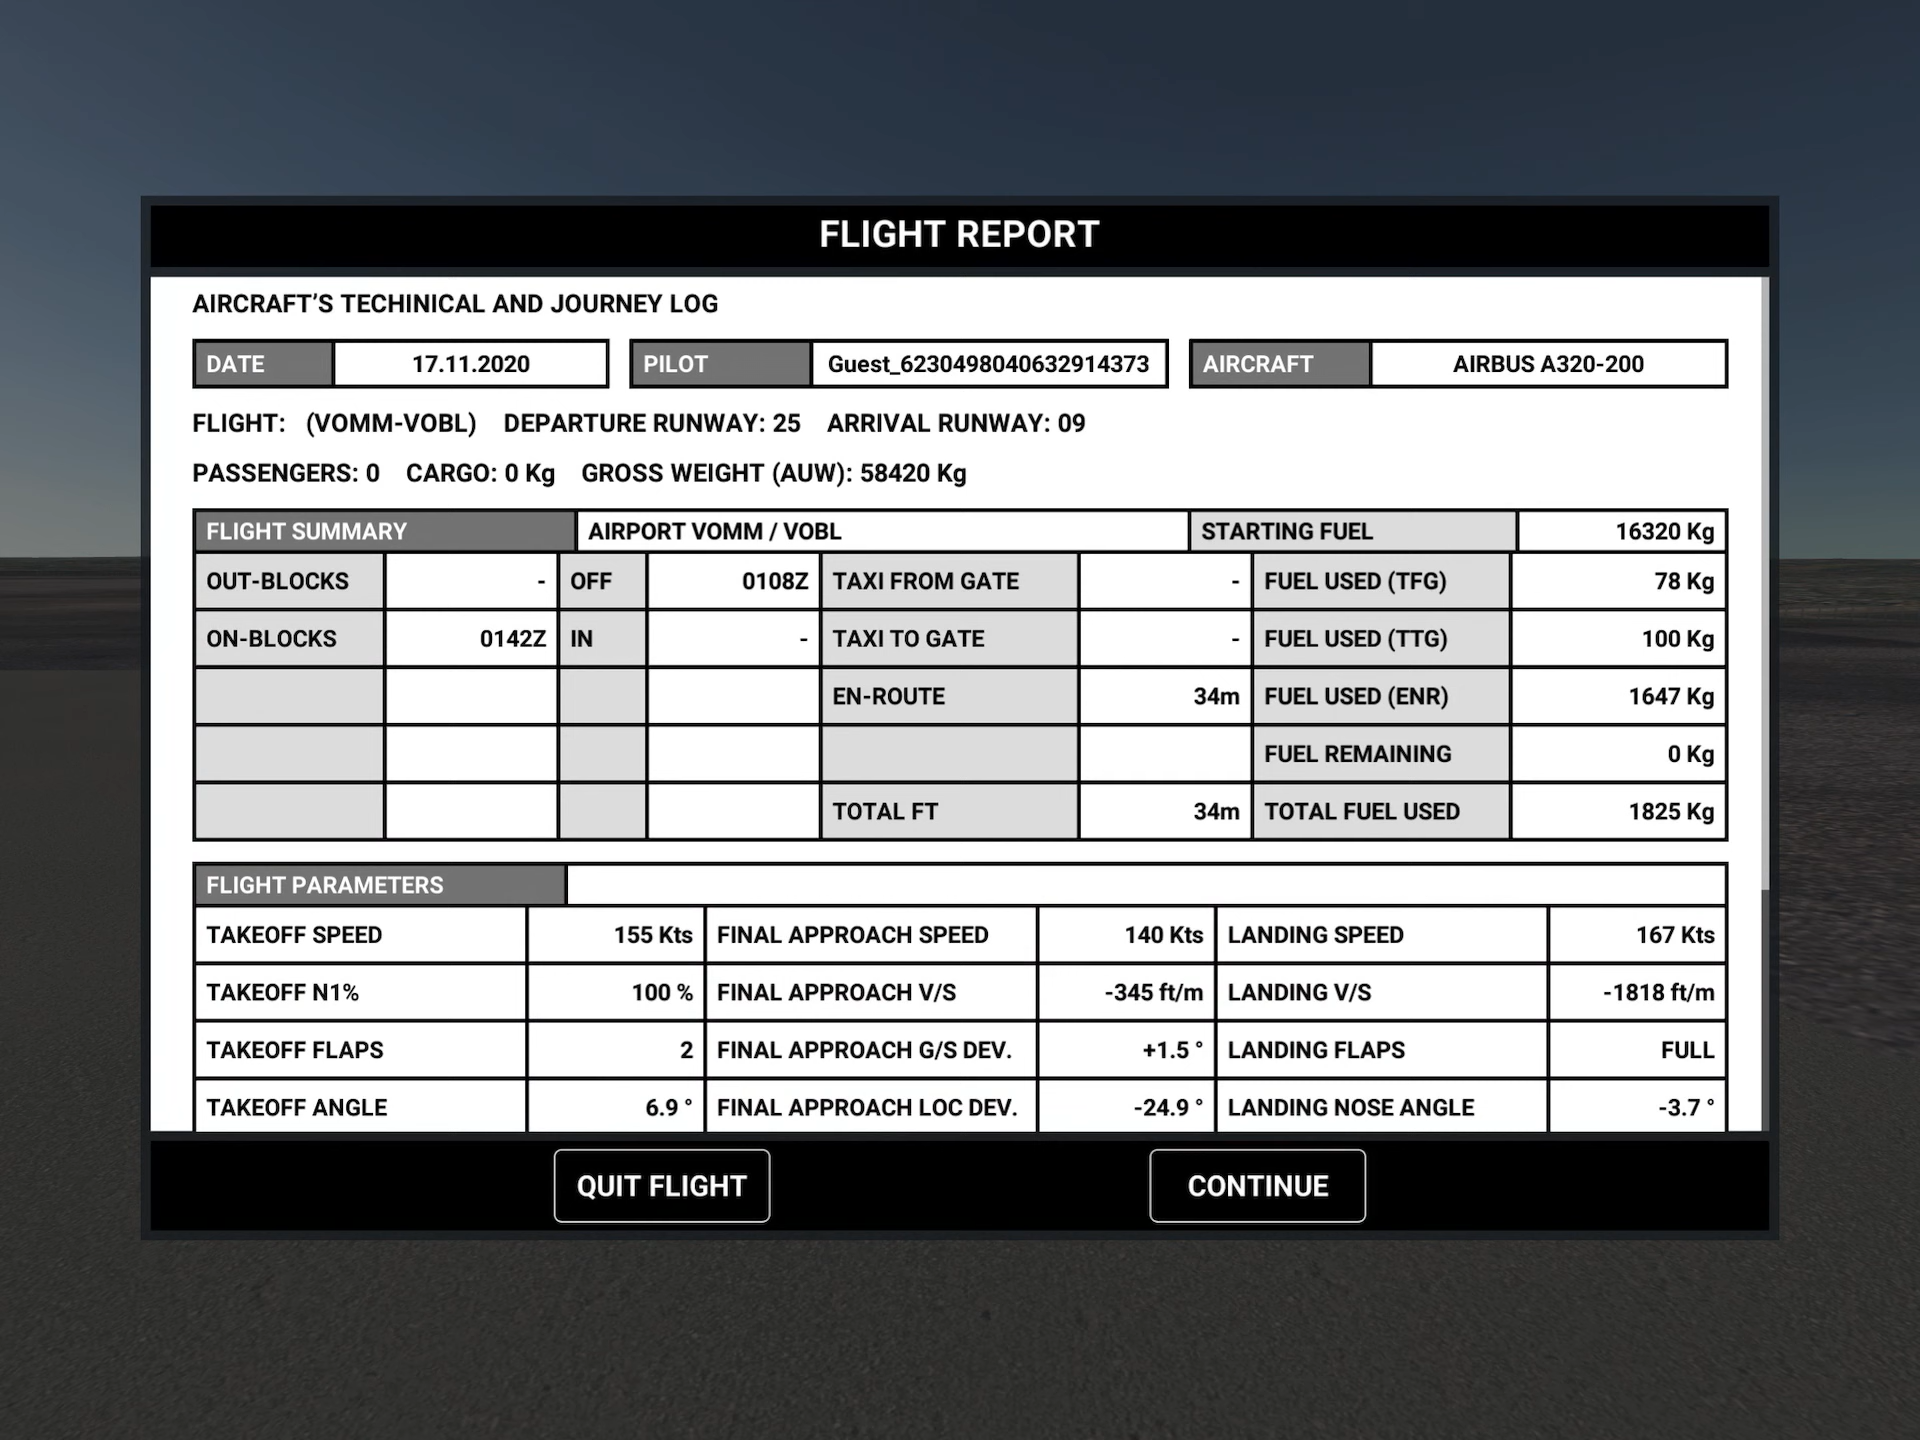 FLIGHT REPORT
AIRCRAFT’S TECHINICAL AND JOURNEY LOG
DATE 17.11.2020 PILOT Guest_6230498040632914373 AIRCRAFT AIRBUS A320-200
FLIGHT: (VOMM-VOBL) DEPARTURE RUNWAY: 25 ARRIVAL RUNWAY: 09
PASSENGERS: 0 CARGO: 0 Kg GROSS WEIGHT (AUW): 58420 Kg
FLIGHT SUMMARY AIRPORT VOMM / VOBL STARTING FUEL 16320 Kg
OUT-BLOCKS - OFF 0108Z TAXI FROM GATE - FUEL USED (TFG) 78 Kg
ON-BLOCKS 0142Z IN - TAXI TO GATE - FUEL USED (TTG) 100 Kg
EN-ROUTE 34m FUEL USED (ENR) 1647 Kg
FUEL REMAINING 0 Kg
TOTAL FT 34m TOTAL FUEL USED 1825 Kg
FLIGHT PARAMETERS
TAKEOFF SPEED 155 Kts FINAL APPROACH SPEED 140 Kts LANDING SPEED 167 Kts
TAKEOFF N1% 100 % FINAL APPROACH V/S -345 ft/m LANDING V/S -1818 ft/m
TAKEOFF FLAPS 2 FINAL APPROACH G/S DEV. +1.5 ° LANDING FLAPS FULL
TAKEOFF ANGLE 6.9 ° FINAL APPROACH LOC DEV. -24.9 ° LANDING NOSE ANGLE -3.7 °
QUIT FLIGHT CONTINUE